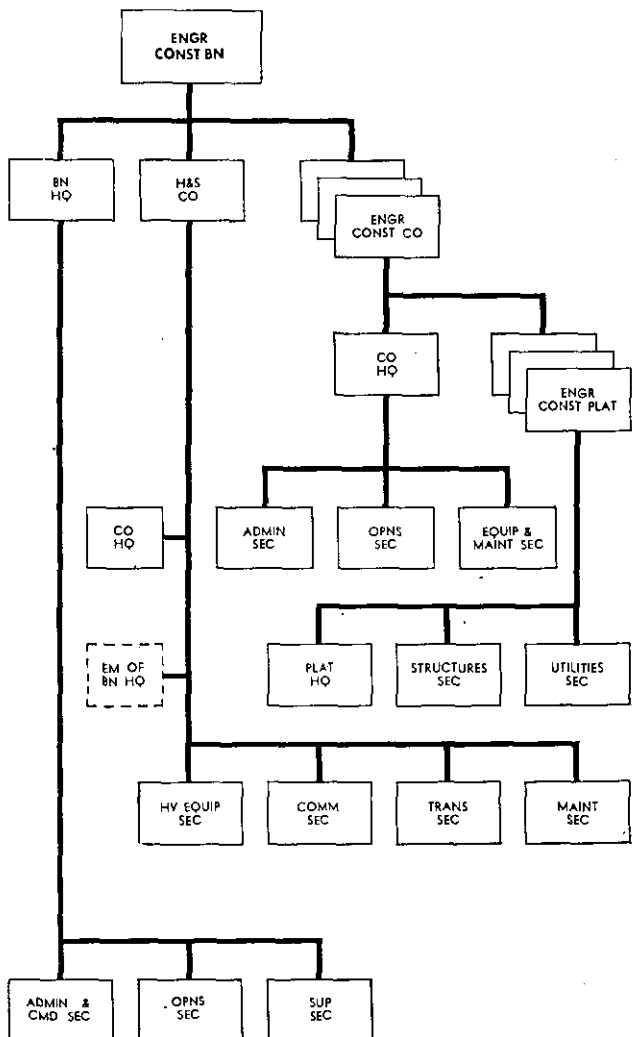 ENGR
CONST BN
BN
HQ
H&S
CO
ENGR
CONST CO
CO
HQ
ENGR
CONST PLAT
CO
HQ
ADMIN
SEC
OPNS
SEC
EQUIP &
MAINT SEC
EM OF
BN HQ
PLAT
HQ
STRUCTURES
SEC
UTILITIES
SEC
HV EQUIP
SEC
COMM
SEC
TRANS
SEC
MAINT
SEC
ADMIN &
CMD SEC
OPNS
SEC
SUP
SEC